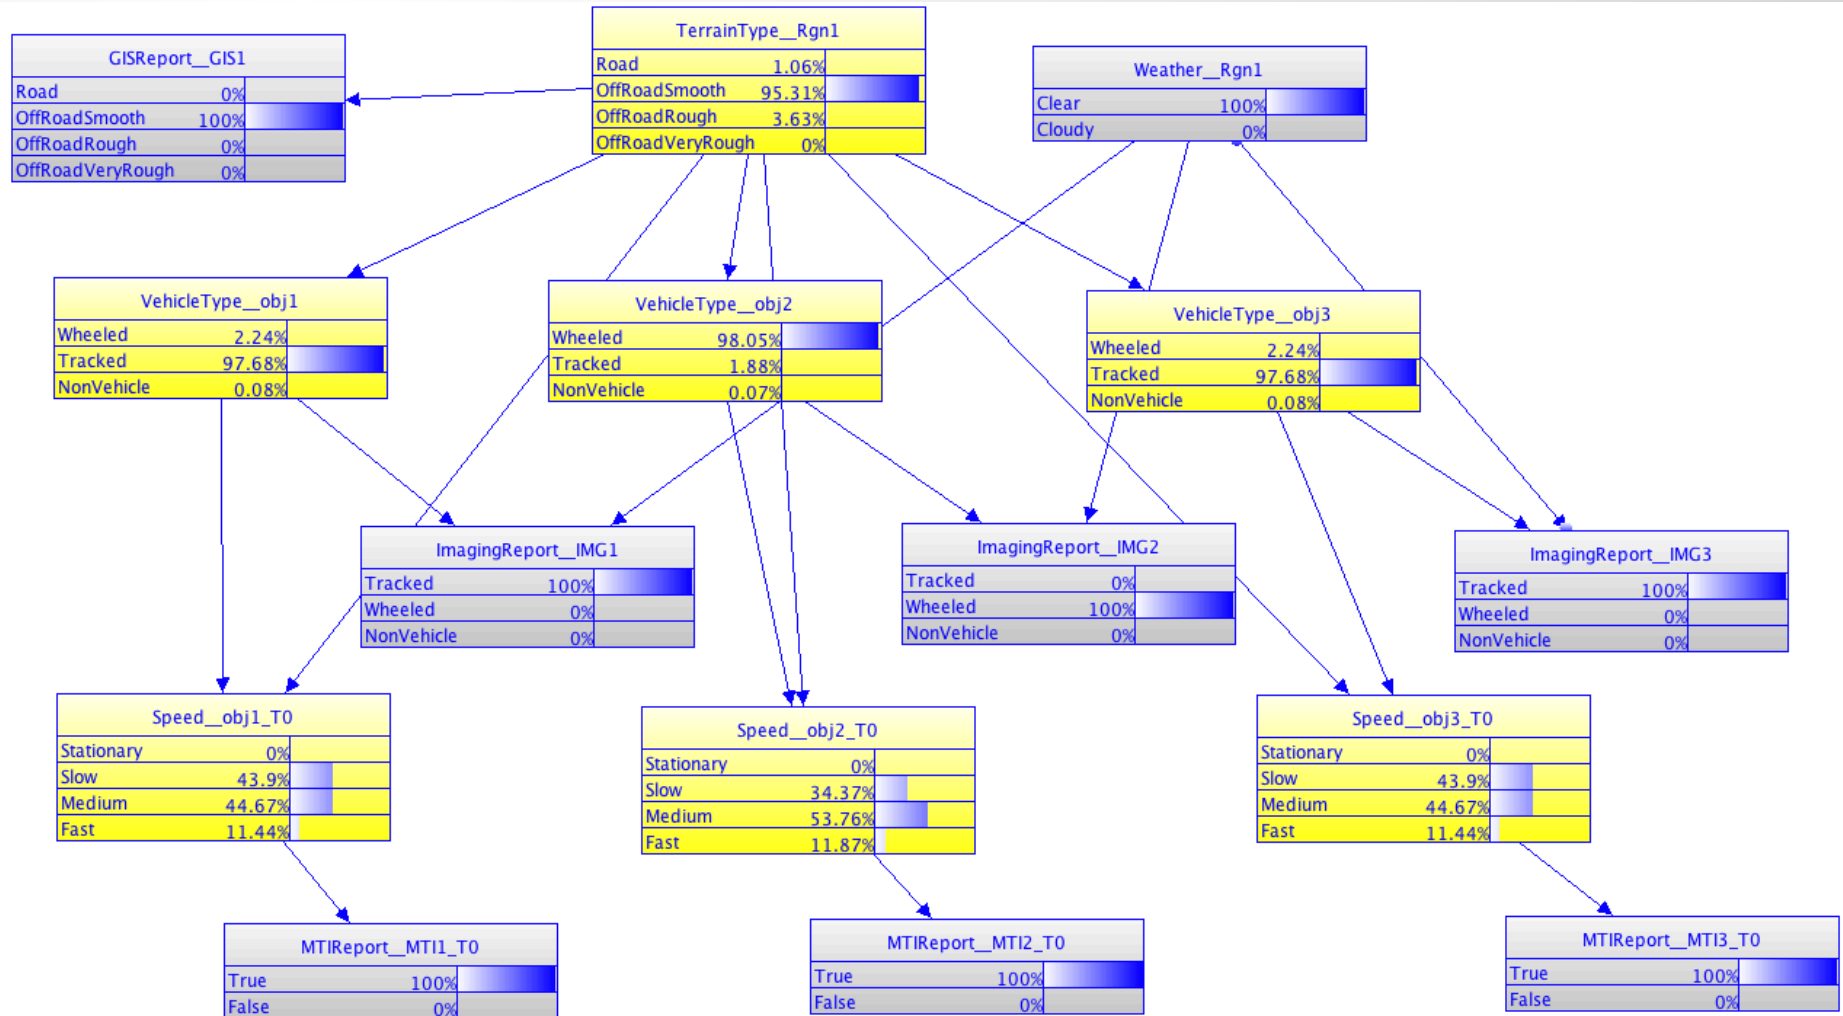 TerrainType__Rgn1
Road 1.06%
OffRoadSmooth 95.31%
OffRoadRough 3.63%
OffRoadVeryRough 0%
GISReport__GIS1
Road 0%
OffRoadSmooth 100%
OffRoadRough 0%
OffRoadVeryRough 0%
Weather__Rgn1
Clear 100%
Cloudy 0%
VehicleType__obj1
Wheeled 2.24%
Tracked 97.68%
NonVehicle 0.08%
VehicleType__obj2
Wheeled 98.05%
Tracked 1.88%
NonVehicle 0.07%
VehicleType__obj3
Wheeled 2.24%
Tracked 97.68%
NonVehicle 0.08%
ImagingReport__IMG1
Tracked 100%
Wheeled 0%
NonVehicle 0%
ImagingReport__IMG2
Tracked 0%
Wheeled 100%
NonVehicle 0%
ImagingReport__IMG3
Tracked 100%
Wheeled 0%
NonVehicle 0%
Speed__obj1_T0
Stationary 0%
Slow 43.9%
Medium 44.67%
Fast 11.44%
Speed__obj2_T0
Stationary 0%
Slow 34.37%
Medium 53.76%
Fast 11.87%
Speed__obj3_T0
Stationary 0%
Slow 43.9%
Medium 44.67%
Fast 11.44%
MTIReport__MTI1_T0
True 100%
False 0%
MTIReport__MTI2_T0
True 100%
False 0%
MTIReport__MTI3_T0
True 100%
False 0%